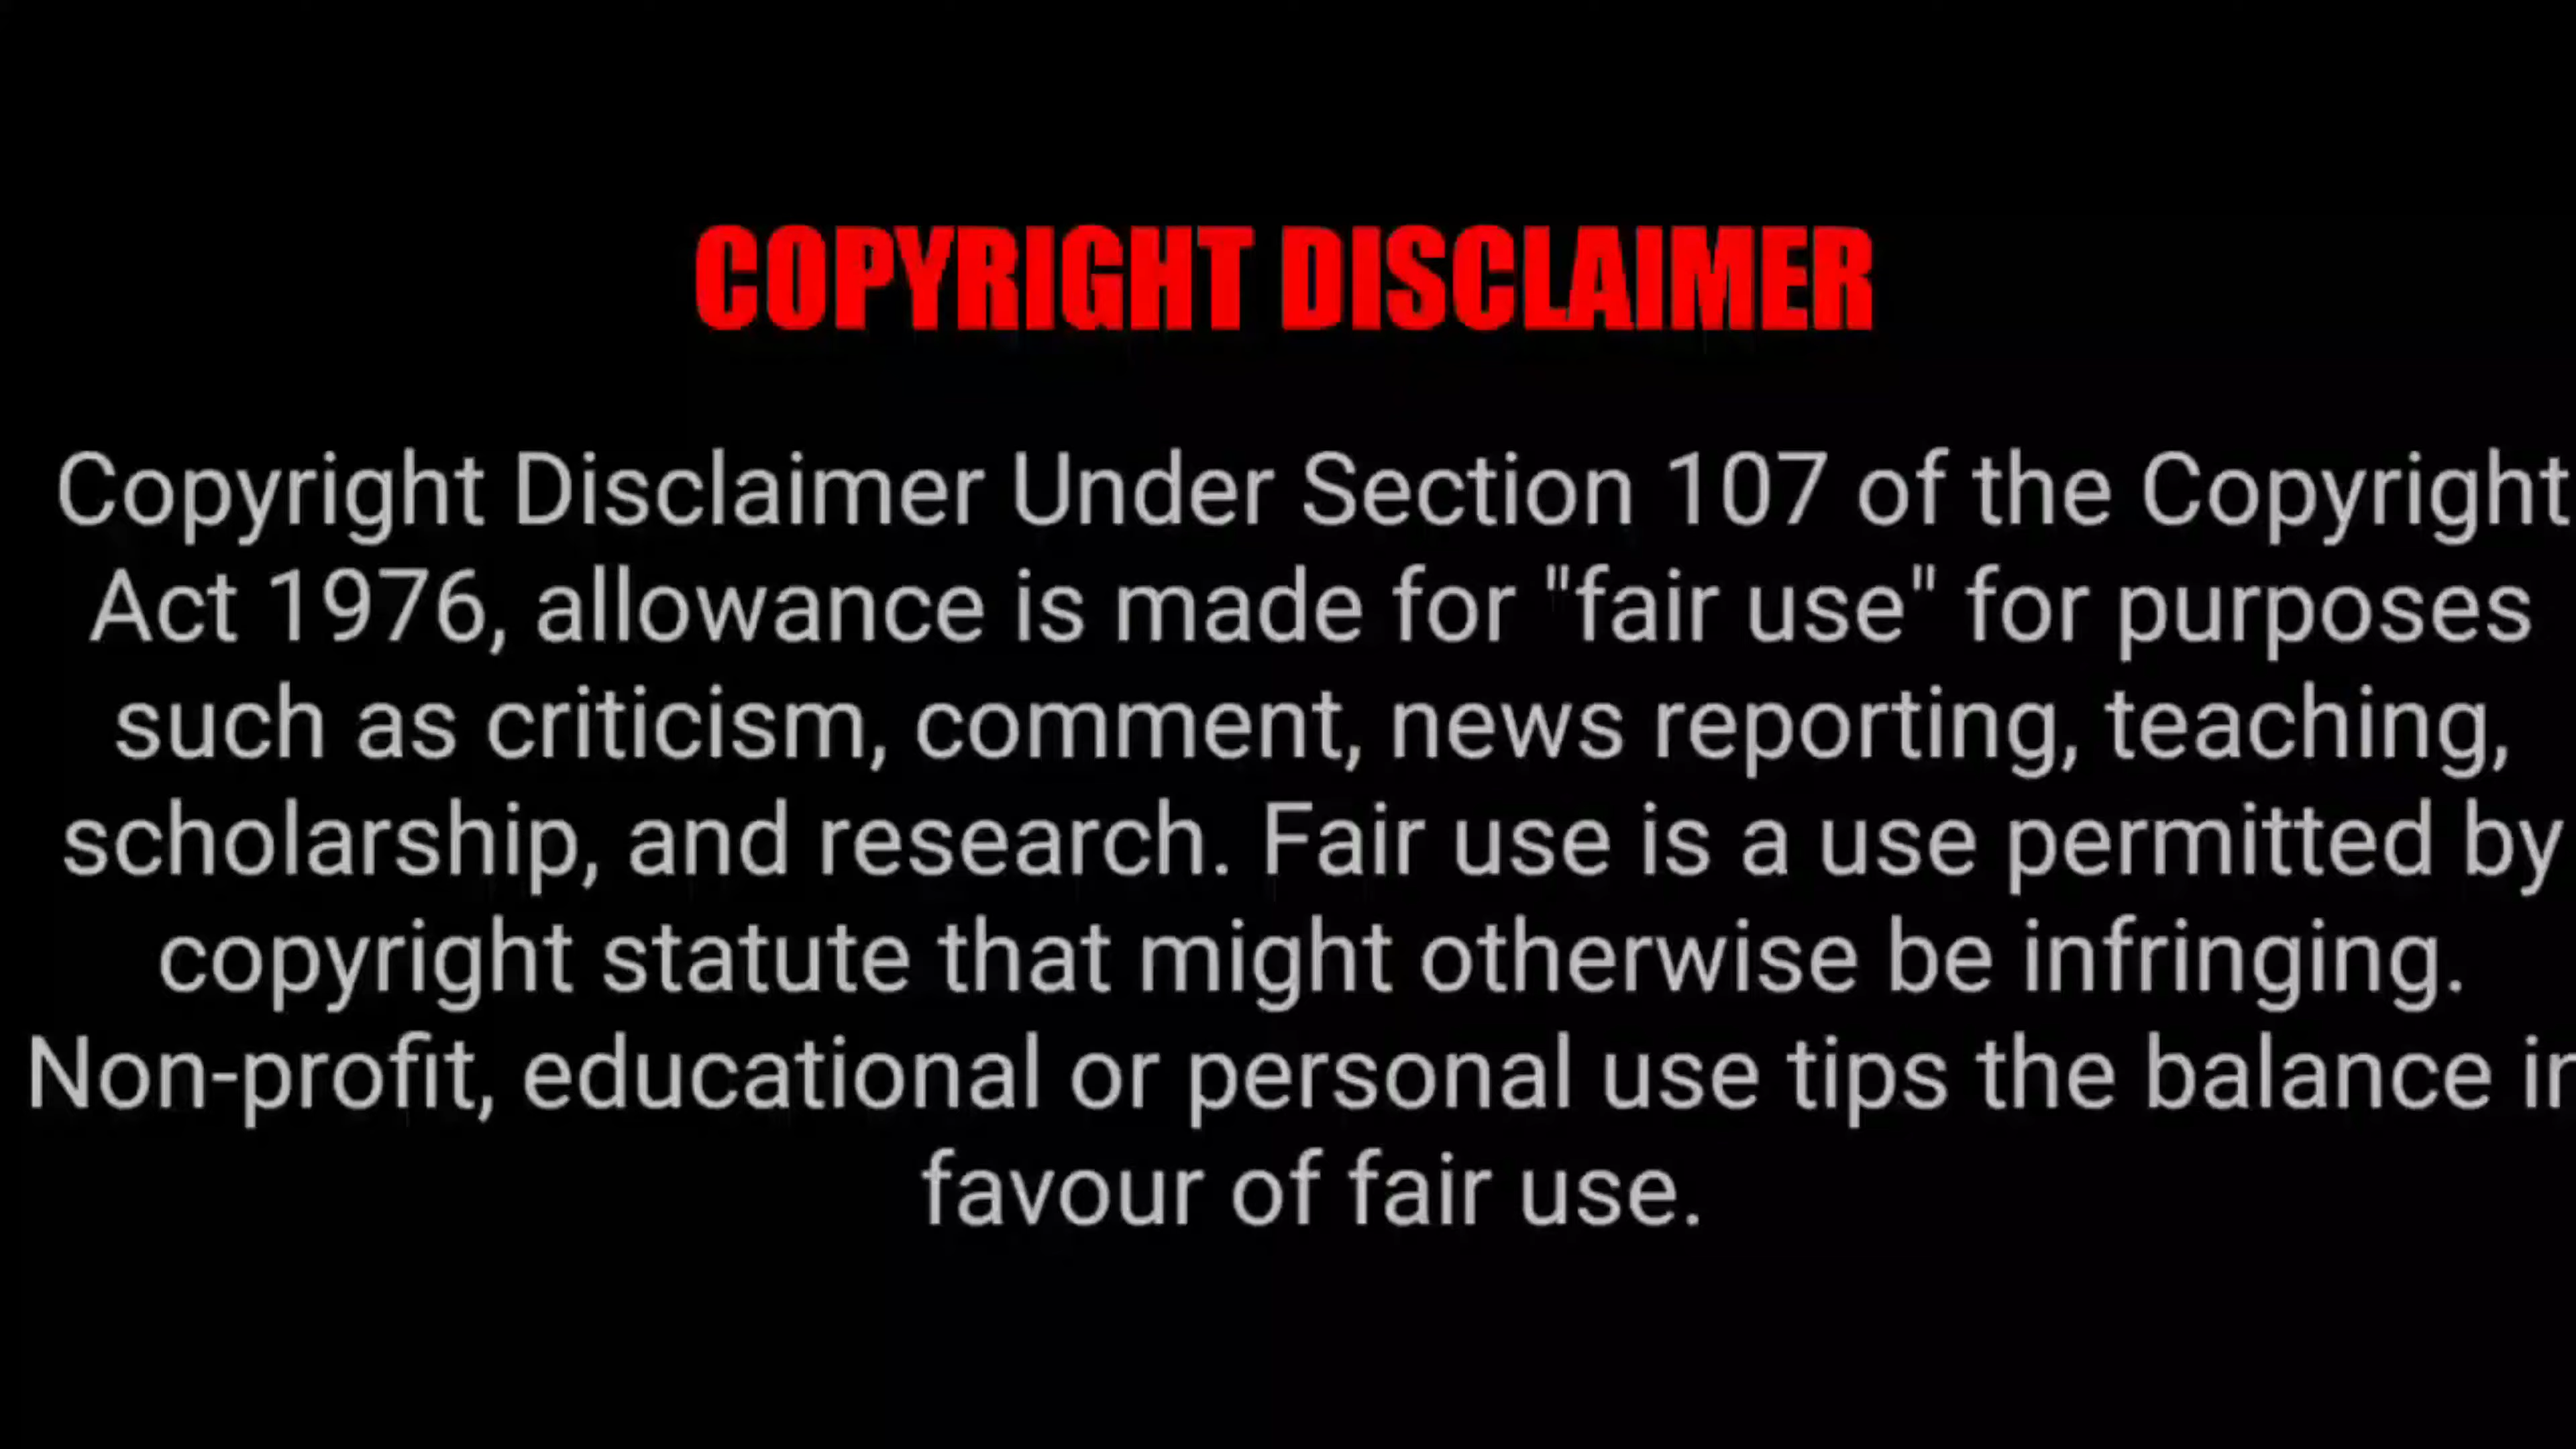 COPYRIGHT DISCLAIMER
Copyright Disclaimer Under Section 107 of the Copyright
Act 1976, allowance is made for "fair use" for purposes
such as criticism, comment, news reporting, teaching,
scholarship, and research. Fair use is a use permitted by
copyright statute that might otherwise be infringing.
Non-profit, educational or personal use tips the balance in
favour of fair use.